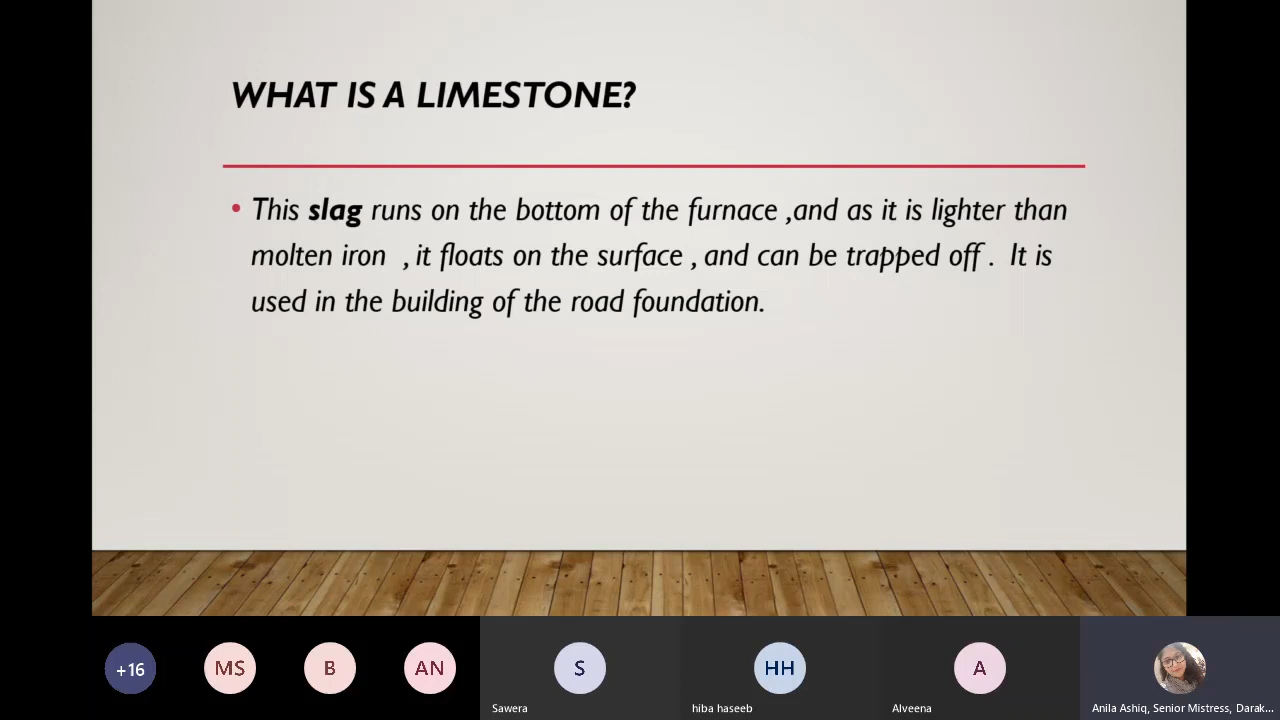 WHAT IS A LIMESTONE?
• This slag runs on the bottom of the furnace ,and as it is lighter than
molten iron , it floats on the surface , and can be trapped off . It is
used in the building of the road foundation.
+16
MS
B
AN
S
HH
A
Sawera
hiba haseeb
Alveena
Anila Ashiq, Senior Mistress, Darak...